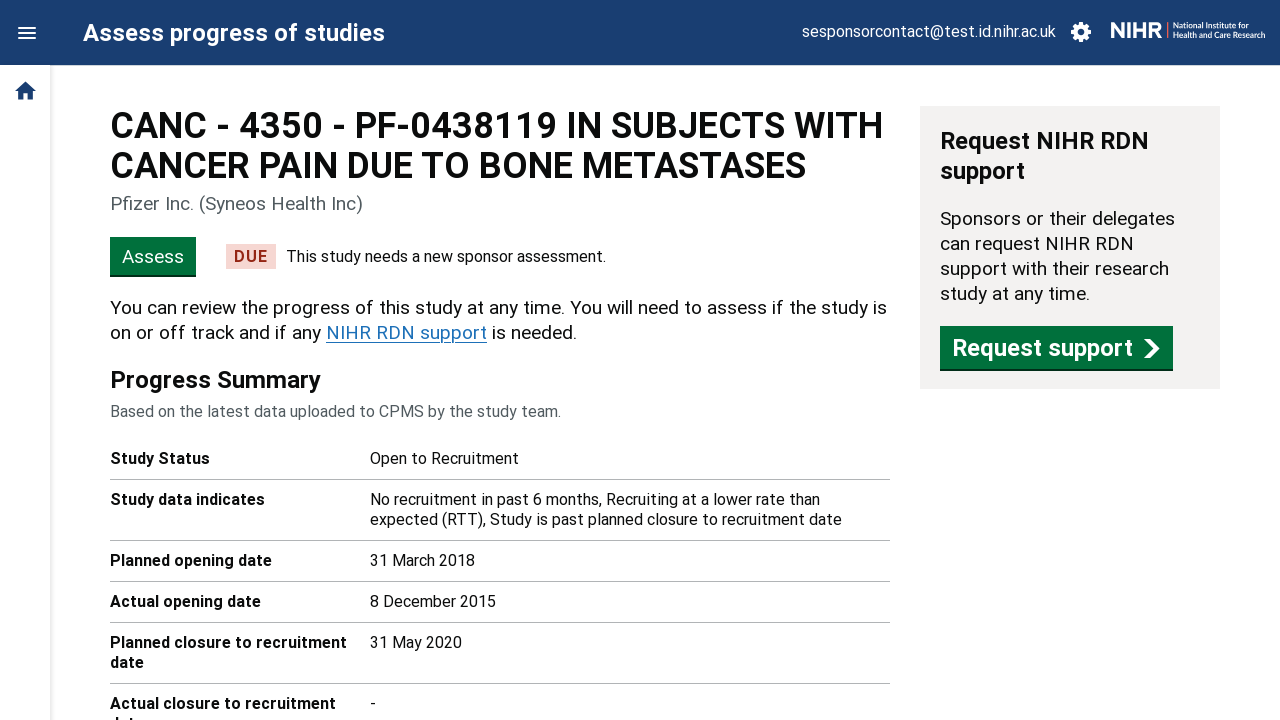 Assess progress of studies
sesponsorcontact@test.id.nihr.ac.uk
NIHR
National Institute for
Health and Care Research
CANC - 4350 - PF-0438119 IN SUBJECTS WITH
CANCER PAIN DUE TO BONE METASTASES
Pfizer Inc. (Syneos Health Inc)
Assess
DUE
This study needs a new sponsor assessment.
You can review the progress of this study at any time. You will need to assess if the study is
on or off track and if any NIHR RDN support is needed.
Progress Summary
Based on the latest data uploaded to CPMS by the study team.
Study Status
Open to Recruitment
Study data indicates
No recruitment in past 6 months, Recruiting at a lower rate than
expected (RTT), Study is past planned closure to recruitment date
Planned opening date
31 March 2018
Actual opening date
8 December 2015
Planned closure to recruitment
date
31 May 2020
Actual closure to recruitment
-
Request NIHR RDN
support
Sponsors or their delegates
can request NIHR RDN
support with their research
study at any time.
Request support